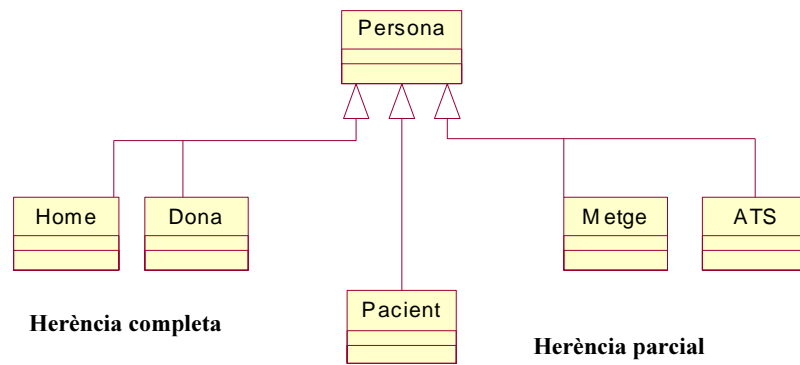 Persona
Home
Dona
Metge
ATS
Pacient
Herència completa
Herència parcial